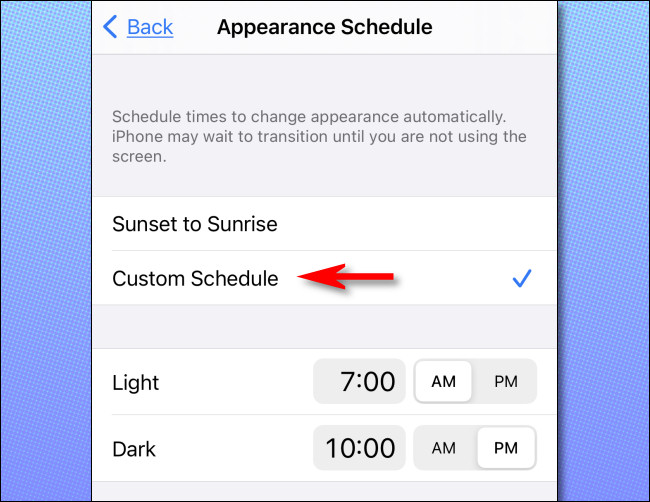 Back
Appearance Schedule
Schedule times to change appearance automatically.
iPhone may wait to transition until you are not using the
screen.
Sunset to Sunrise
Custom Schedule
Light 7:00 AM PM
Dark 10:00 AM PM